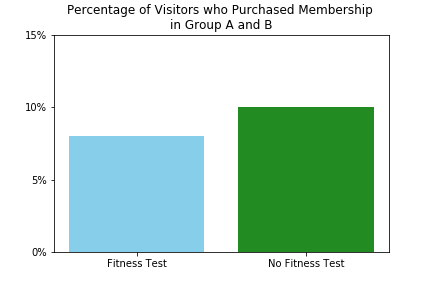 Percentage of Visitors who Purchased Membership
in Group A and B
15%
10%
5%
0%
Fitness Test
No Fitness Test